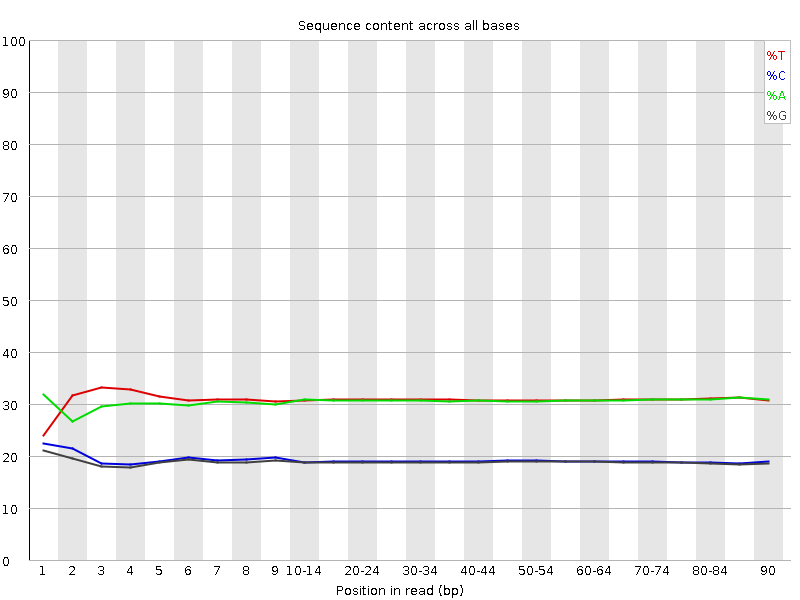 Sequence content across all bases
100
90
80
70
60
50
40
30
20
10
0
%T
%C
%A
%G
1 2 3 4 5 6 7 8 9 10-14 20-24 30-34 40-44 50-54 60-64 70-74 80-84 90
Position in read (bp)